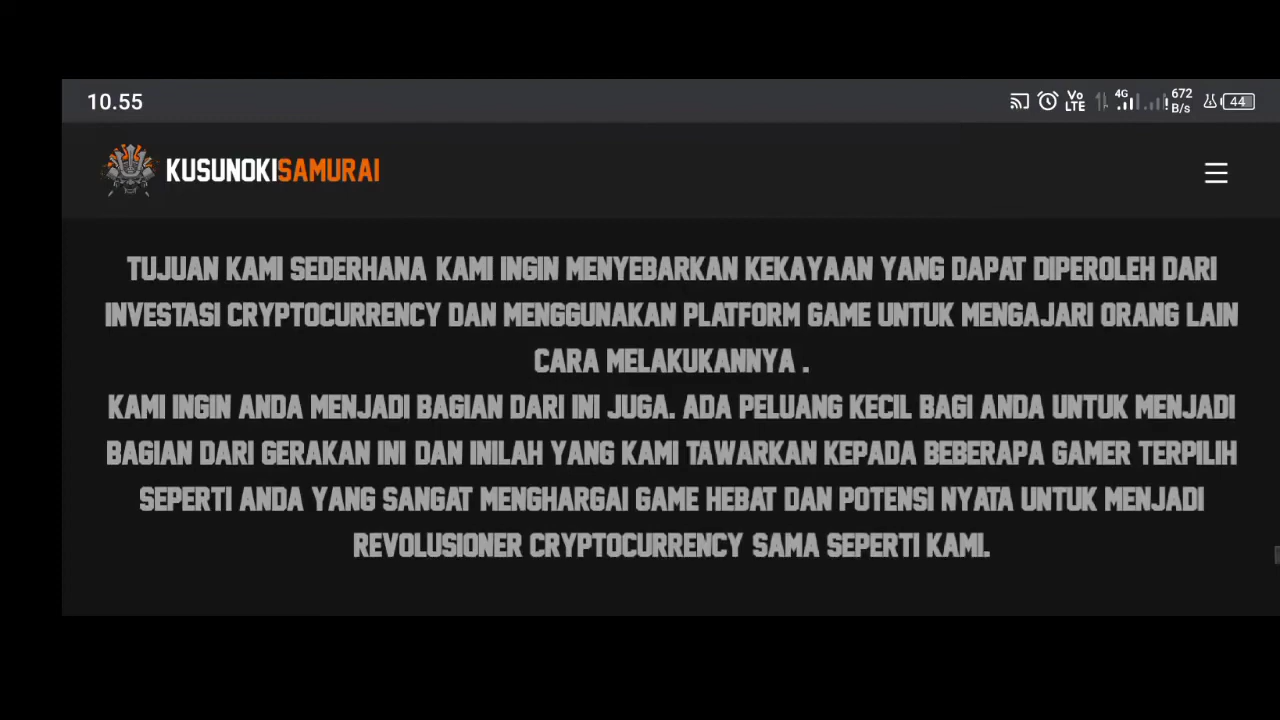 10.55
Vo LTE 4G 672 B/s 44
KUSUNOKISAMURAI
TUJUAN KAMI SEDERHANA KAMI INGIN MENYEBARKAN KEKAYAAN YANG DAPAT DIPEROLEH DARI
INVESTASI CRYPTOCURRENCY DAN MENGGUNAKAN PLATFORM GAME UNTUK MENGAJARI ORANG LAIN
CARA MELAKUKANNYA .
KAMI INGIN ANDA MENJADI BAGIAN DARI INI JUGA. ADA PELUANG KECIL BAGI ANDA UNTUK MENJADI
BAGIAN DARI GERAKAN INI DAN INILAH YANG KAMI TAWARKAN KEPADA BEBERAPA GAMER TERPILIH
SEPERTI ANDA YANG SANGAT MENGHARGAI GAME HEBAT DAN POTENSI NYATA UNTUK MENJADI
REVOLUSIONER CRYPTOCURRENCY SAMA SEPERTI KAMI.